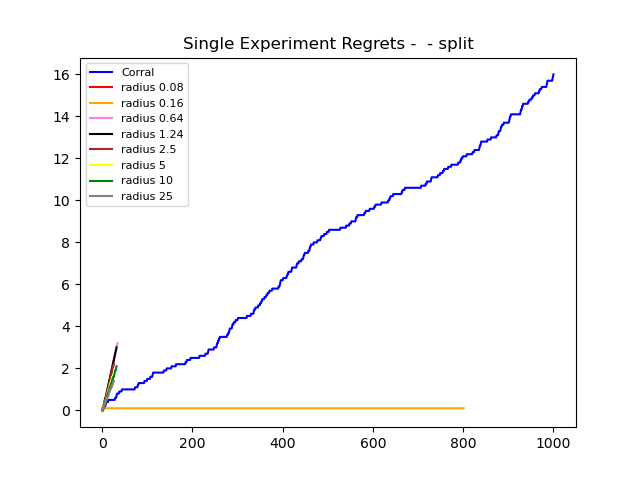 Single Experiment Regrets -  - split
Corral
radius 0.08
radius 0.16
radius 0.64
radius 1.24
radius 2.5
radius 5
radius 10
radius 25
16
14
12
10
8
6
4
2
0
0 200 400 600 800 1000